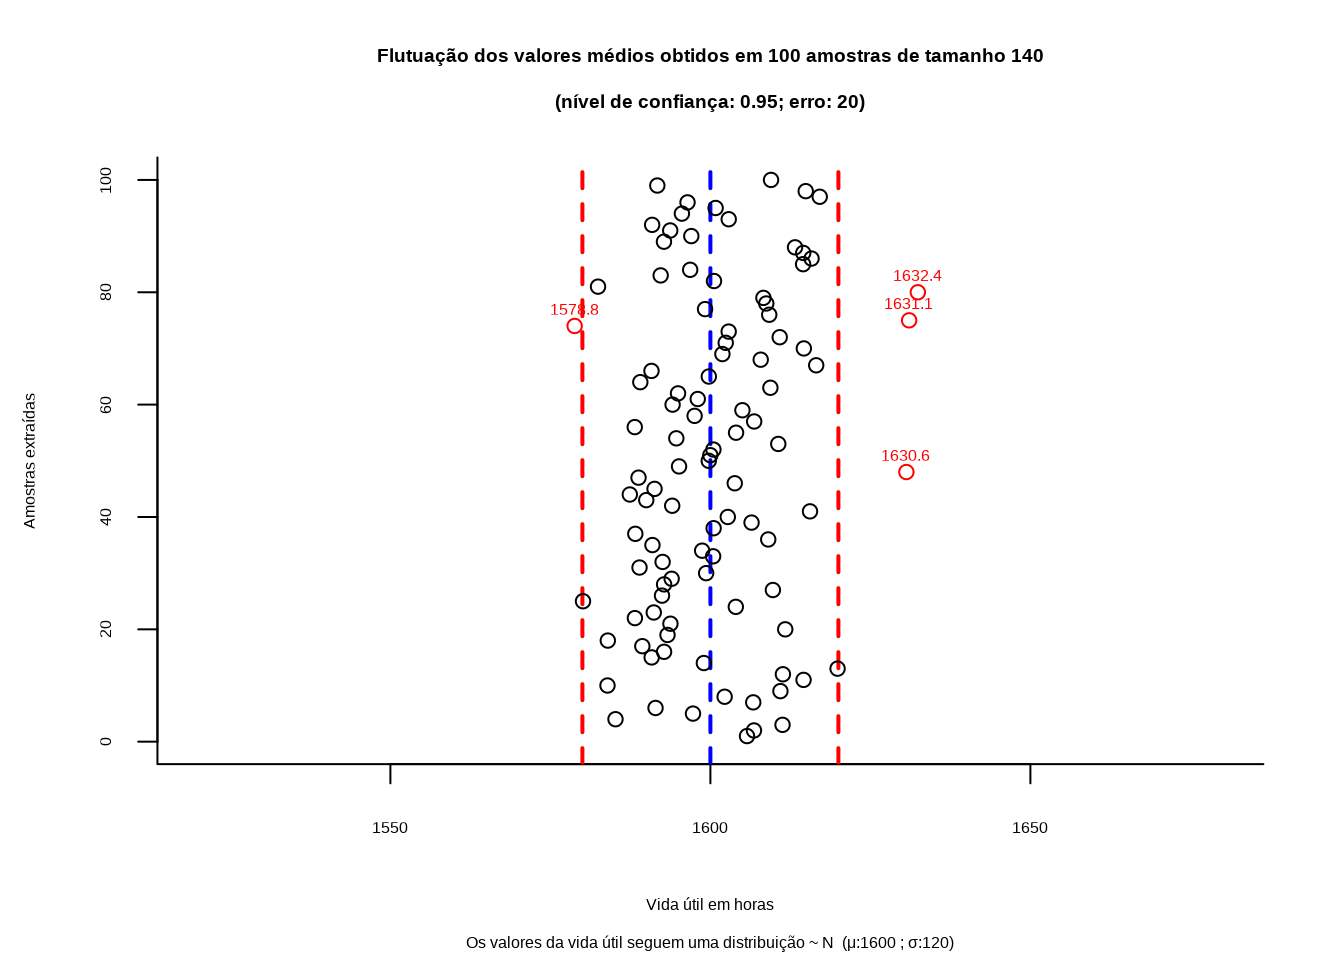 Flutuação dos valores médios obtidos em 100 amostras de tamanho 140
(nível de confiança: 0.95; erro: 20)
Amostras extraídas
100
80
60
40
20
0
1632.4
1631.1
1578.8
1630.6
1550
1600
1650
Vida útil em horas
Os valores da vida útil seguem uma distribuição ~ N  (μ:1600 ; σ:120)